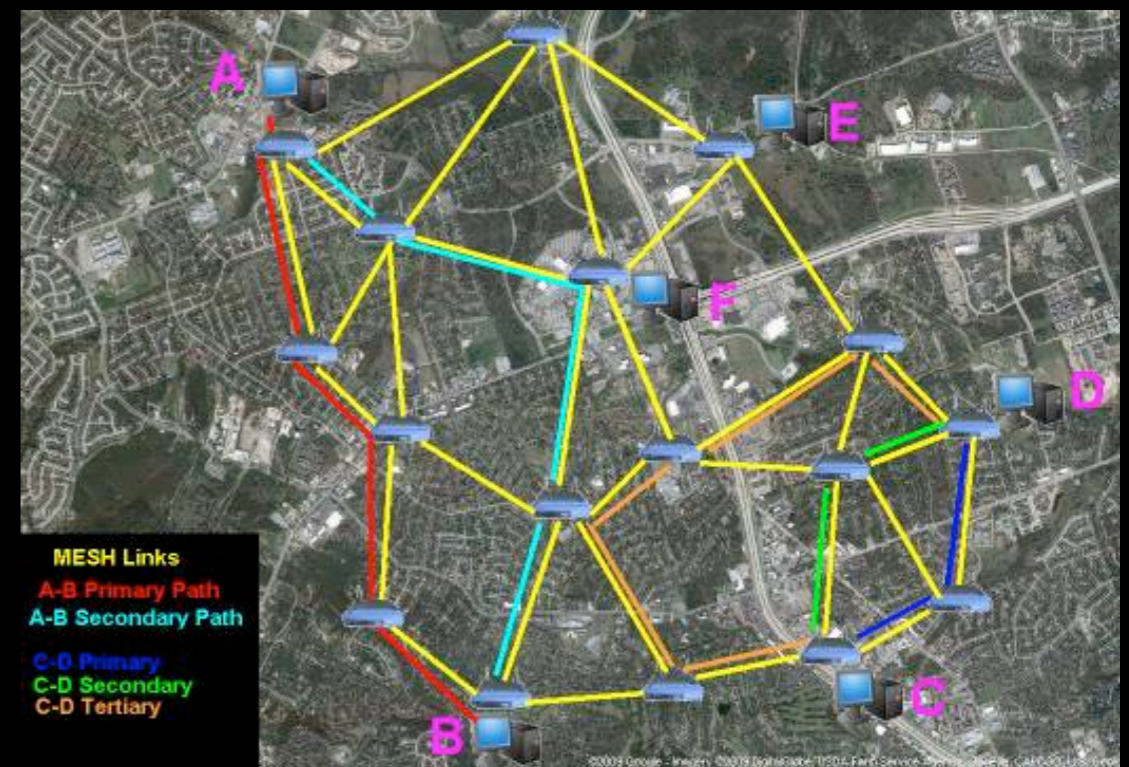 A
E
F
D
MESH Links
A-B Primary Path
A-B Secondary Path
C-D Primary
C-D Secondary
C-D Tertiary
C
B